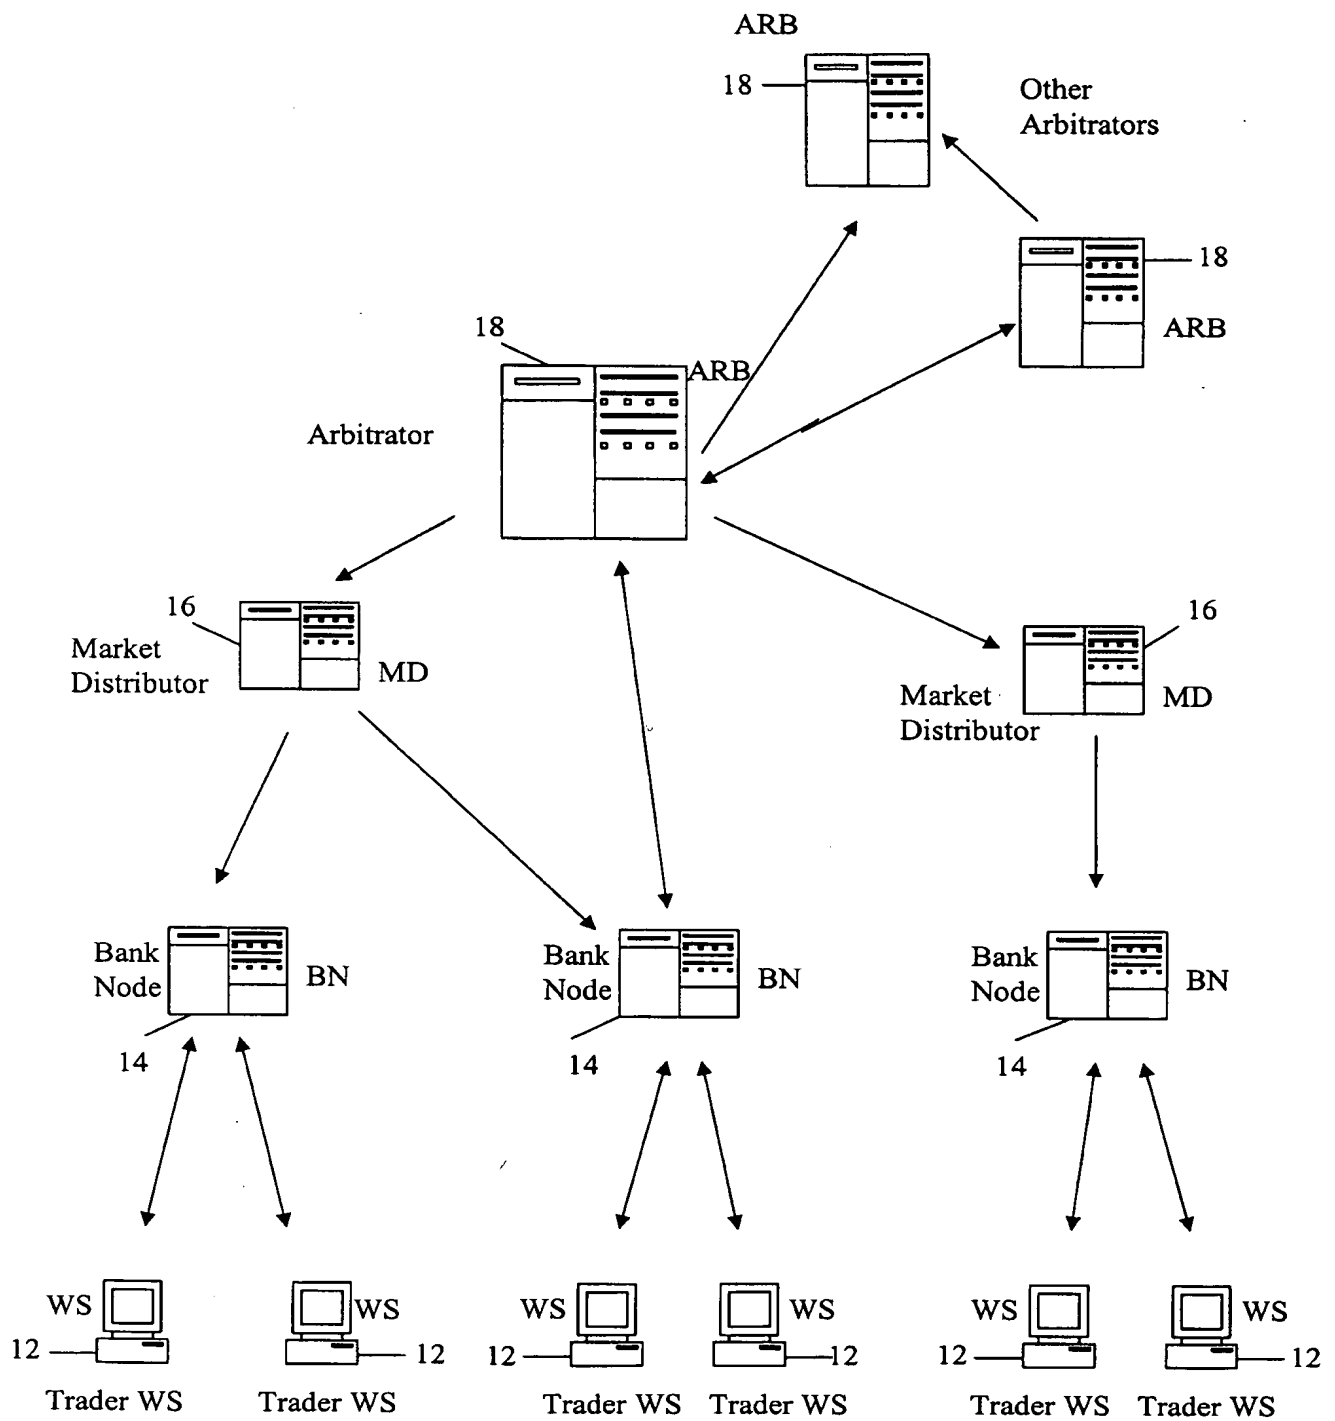 ARB
18
Other
Arbitrators
18
ARB
18
ARB
Arbitrator
16
Market
Distributor
MD
16
Market
Distributor
MD
Bank
Node
BN
14
Bank
Node
BN
14
Bank
Node
BN
14
WS
12
Trader WS
WS
12
Trader WS
WS
12
Trader WS
WS
12
Trader WS
WS
12
Trader WS
WS
12
Trader WS